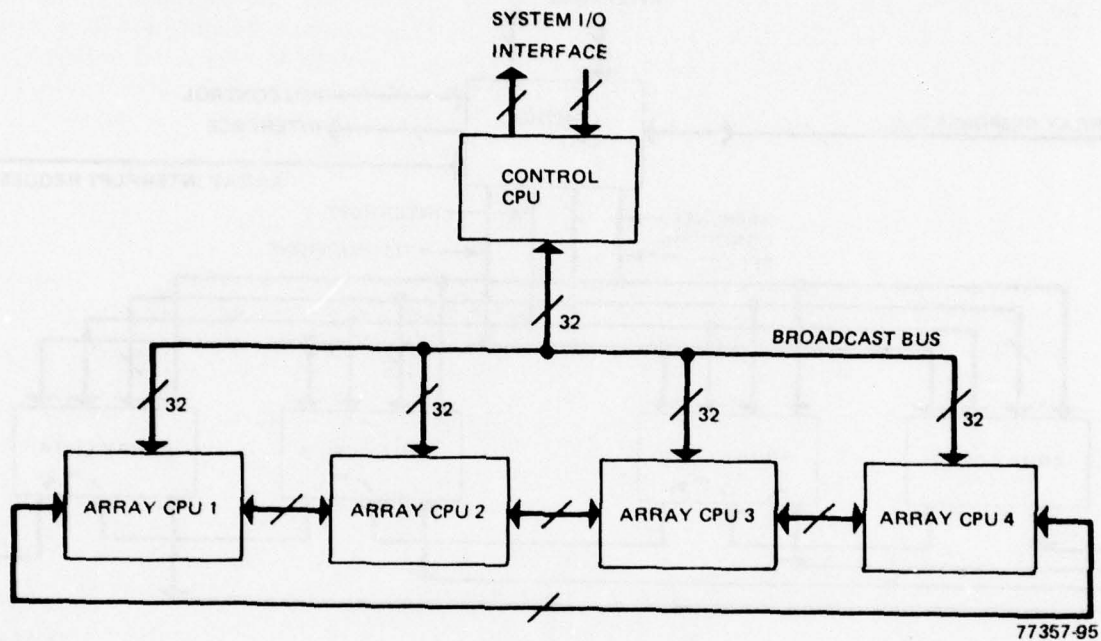 SYSTEM I/O
INTERFACE
CONTROL
CPU
32
BROADCAST BUS
32
32
32
32
ARRAY CPU 1
ARRAY CPU 2
ARRAY CPU 3
ARRAY CPU 4
77357-95